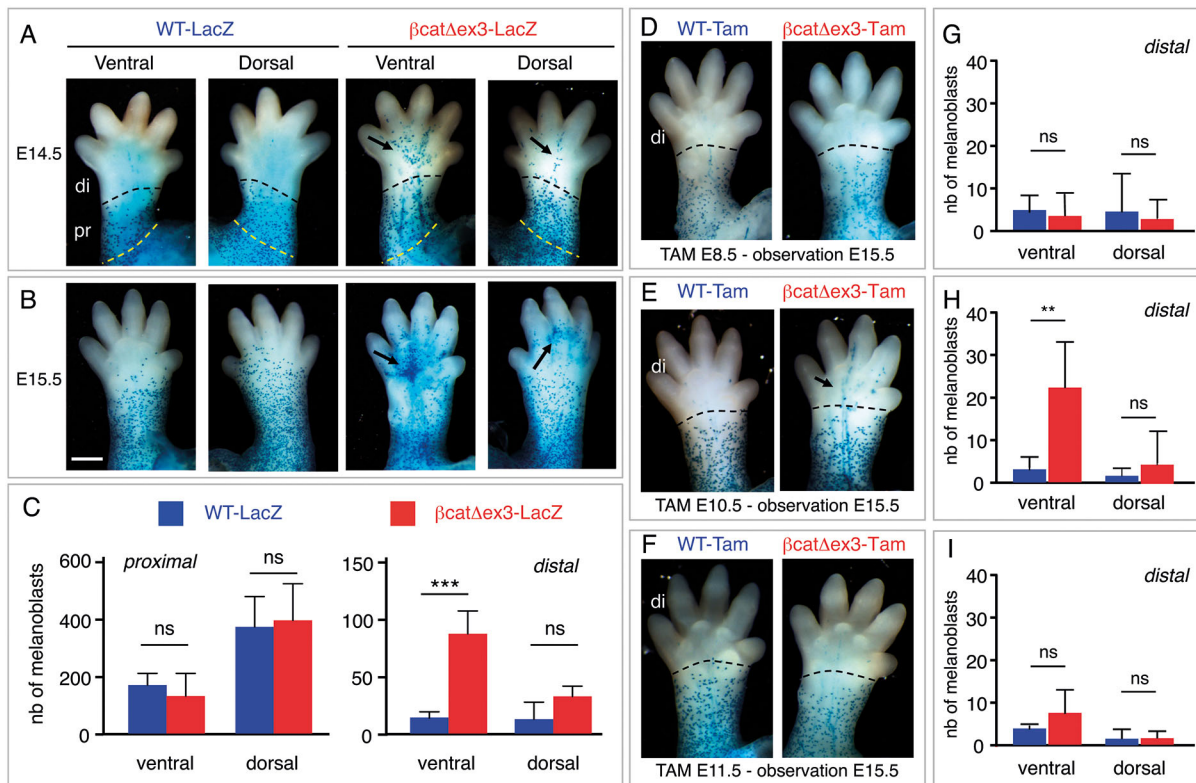 A
WT-LacZ
βcatΔex3-LacZ
Ventral
Dorsal
Ventral
Dorsal
E14.5
di
pr
B
E15.5
C
WT-LacZ
βcatΔex3-LacZ
nb of melanoblasts
600
400
200
0
proximal
ns
ns
ventral
dorsal
150
100
50
0
distal
***
ns
ventral
dorsal
D
WT-Tam
βcatΔex3-Tam
di
TAM E8.5 - observation E15.5
E
WT-Tam
βcatΔex3-Tam
di
TAM E10.5 - observation E15.5
F
WT-Tam
βcatΔex3-Tam
di
TAM E11.5 - observation E15.5
G
distal
nb of melanoblasts
40
30
20
10
0
ns
ns
ventral
dorsal
H
distal
nb of melanoblasts
40
30
20
10
0
**
ns
ventral
dorsal
I
distal
nb of melanoblasts
40
30
20
10
0
ns
ns
ventral
dorsal